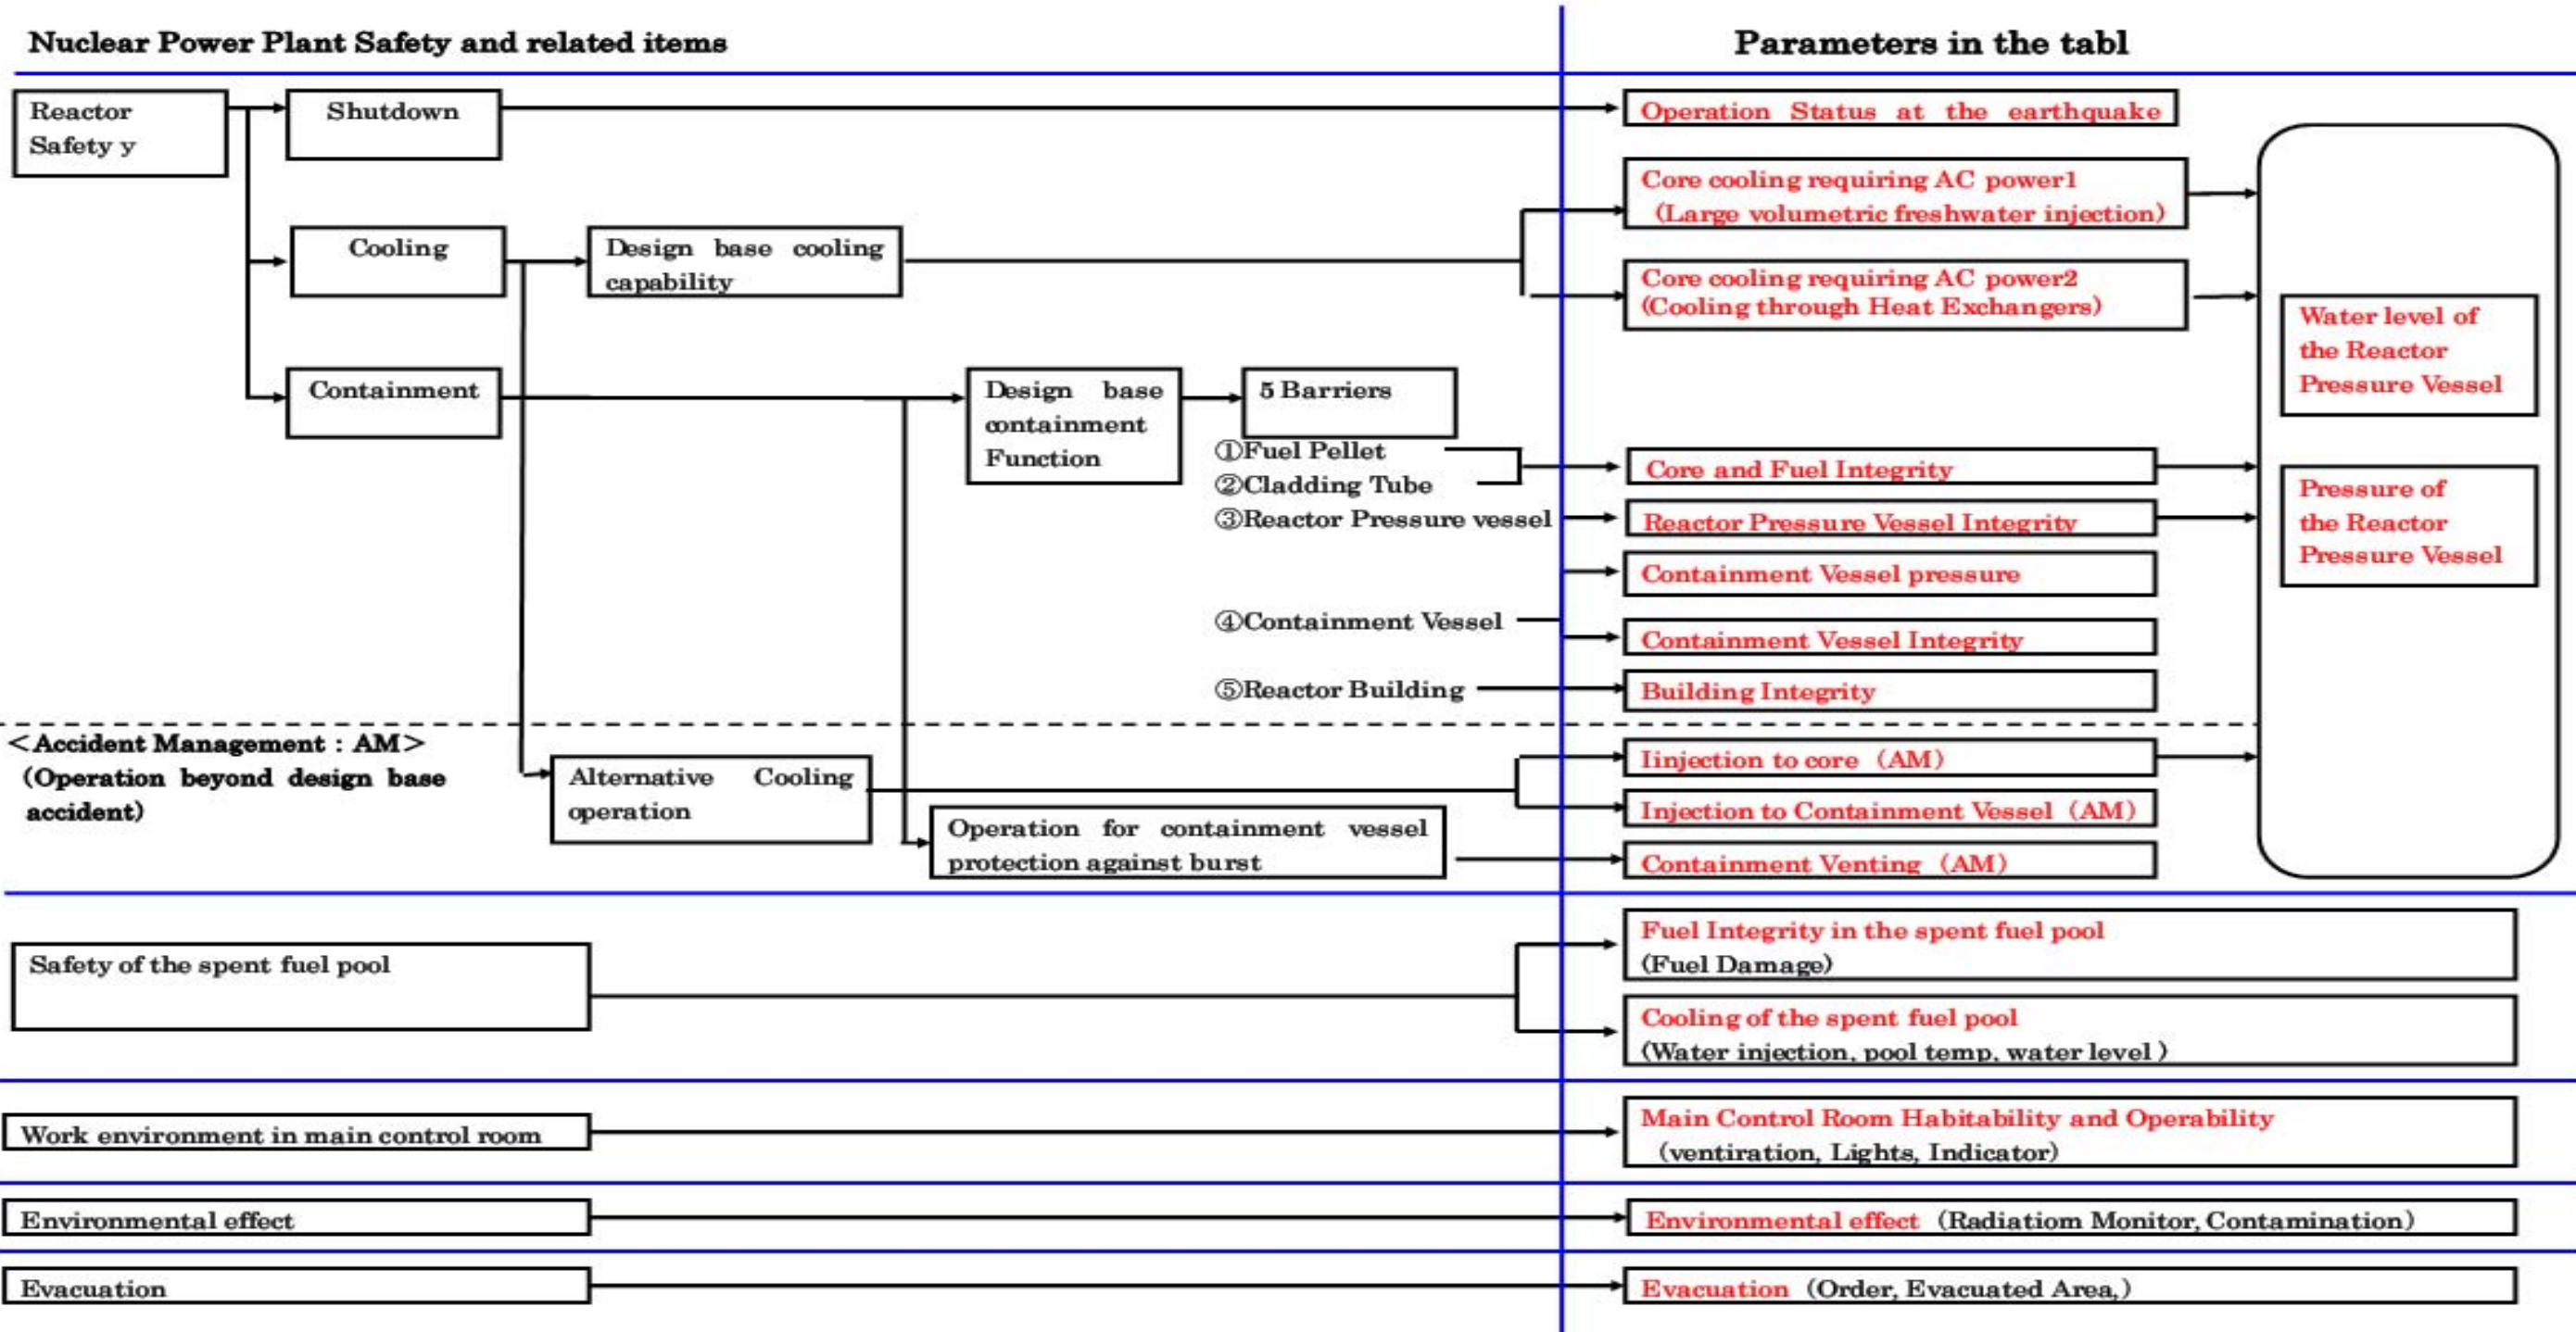 Nuclear Power Plant Safety and related items
Parameters in the tabl
Reactor
Safety y
Shutdown
Operation Status at the earthquake
Cooling
Design base cooling
capability
Core cooling requiring AC power1
(Large volumetric freshwater injection)
Core cooling requiring AC power2
(Cooling through Heat Exchangers)
Water level of
the Reactor
Pressure Vessel
Pressure of
the Reactor
Pressure Vessel
Containment
Design base
containment
Function
5 Barriers
①Fuel Pellet
②Cladding Tube
③Reactor Pressure vessel
④Containment Vessel
⑤Reactor Building
Core and Fuel Integrity
Reactor Pressure Vessel Integrity
Containment Vessel pressure
Containment Vessel Integrity
Building Integrity
<Accident Management : AM>
(Operation beyond design base
accident)
Alternative Cooling
operation
Operation for containment vessel
protection against burst
Iinjection to core (AM)
Injection to Containment Vessel (AM)
Containment Venting (AM)
Safety of the spent fuel pool
Fuel Integrity in the spent fuel pool
(Fuel Damage)
Cooling of the spent fuel pool
(Water injection, pool temp, water level )
Work environment in main control room
Main Control Room Habitability and Operability
(ventiration, Lights, Indicator)
Environmental effect
Environmental effect (Radiatiom Monitor, Contamination)
Evacuation
Evacuation (Order, Evacuated Area,)